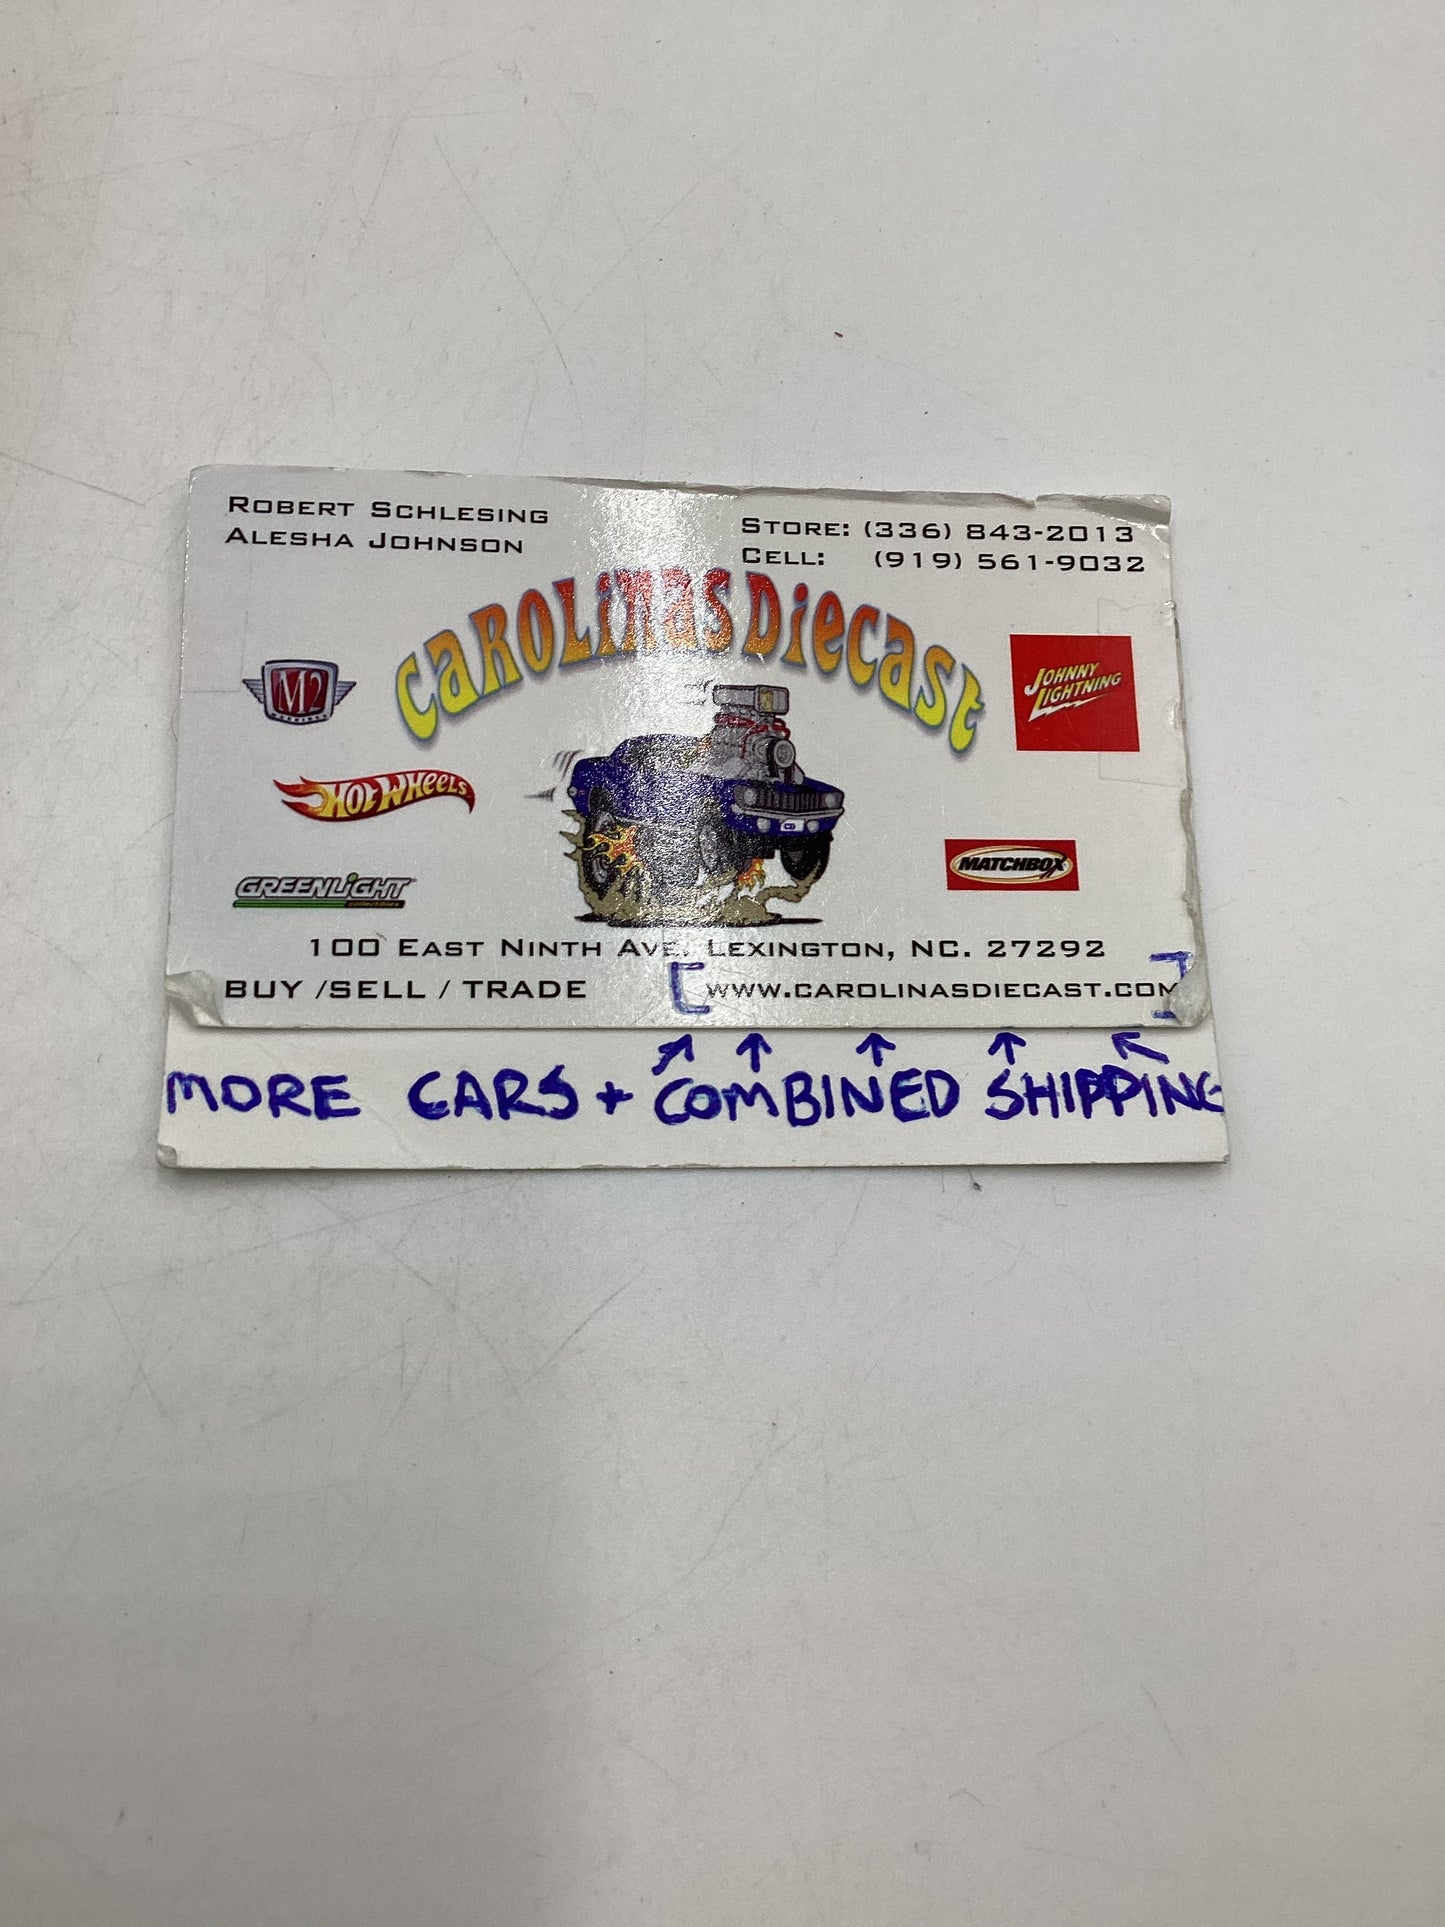 ROBERT SCHLESING
ALESHA JOHNSON
STORE: (336) 843-2013
CELL: (919) 561-9032
CAROLINAS DIECAST
M2
MACHINES
JOHNNY
LIGHTNING
HOT WHEELS
MATCHBOX
GREENLIGHT
collectibles
100 EAST NINTH AVE. LEXINGTON, NC. 27292
BUY /SELL / TRADE [WWW.CAROLINASDIECAST.COM]
MORE CARS + COMBINED SHIPPING